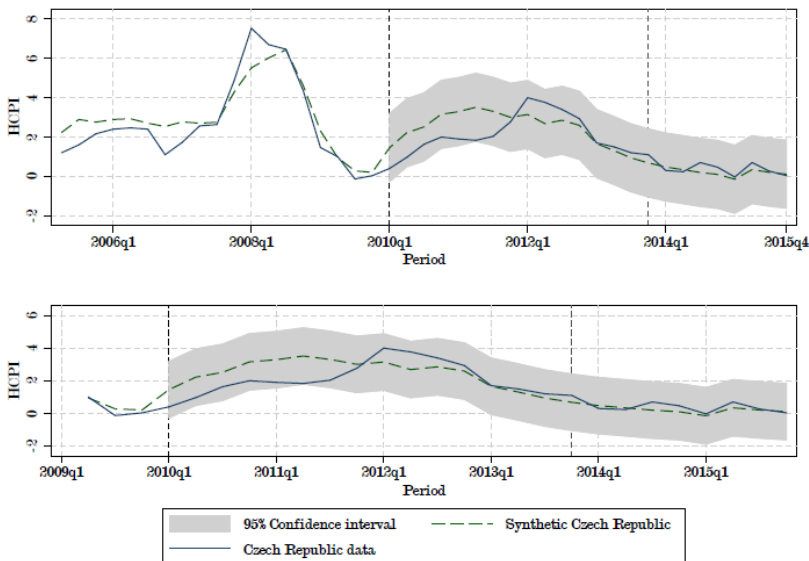 8
6
4
2
0
-2
HCPI
2006q1
2008q1
2010q1
2012q1
2014q1
2015q4
Period
6
4
2
0
-2
HCPI
2009q1
2010q1
2011q1
2012q1
2013q1
2014q1
2015q1
Period
95% Confidence interval
Synthetic Czech Republic
Czech Republic data